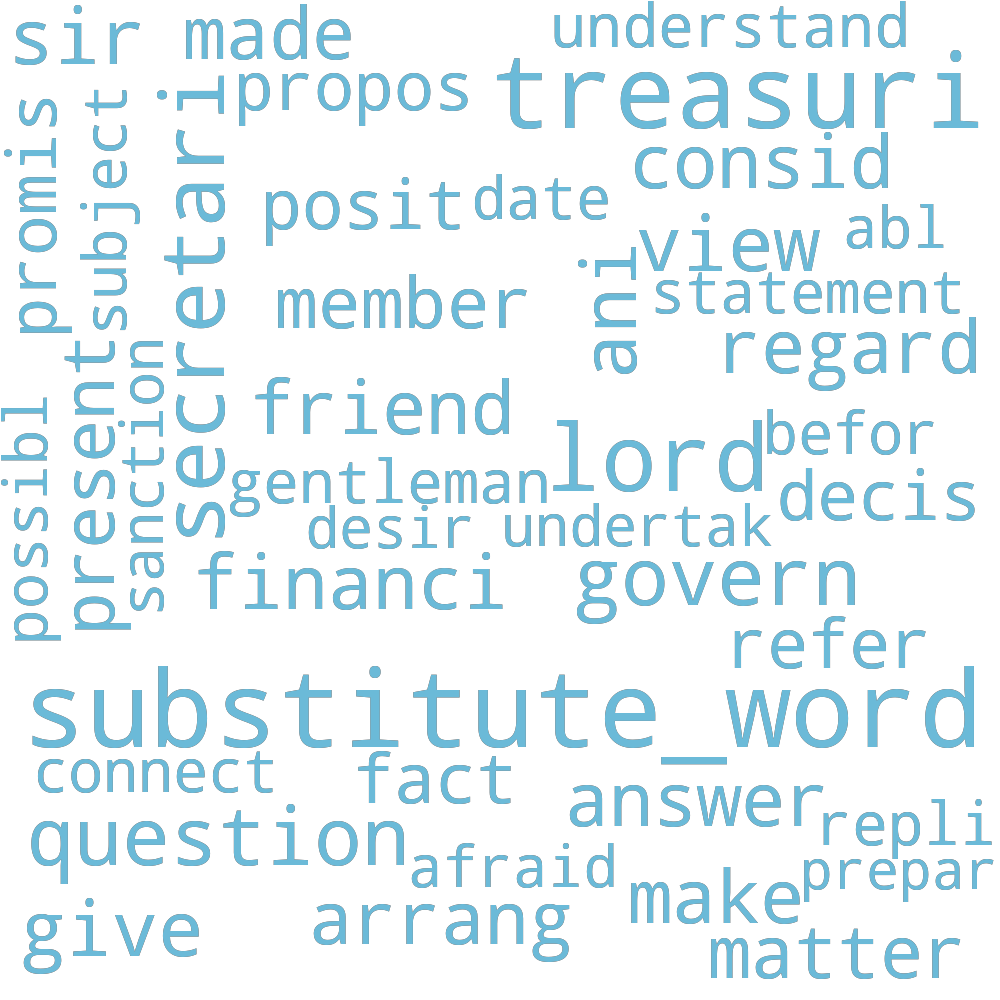 sir
made
understand
propos
treasuri
promis
subject
secretari
consid
posit
date
abl
view
ani
statement
member
regard
present
sanction
friend
possibl
lord
befor
gentleman
decis
desir
undertak
financi
govern
refer
substitute_word
connect
fact
answer
repli
question
afraid
prepar
make
give
arrang
matter